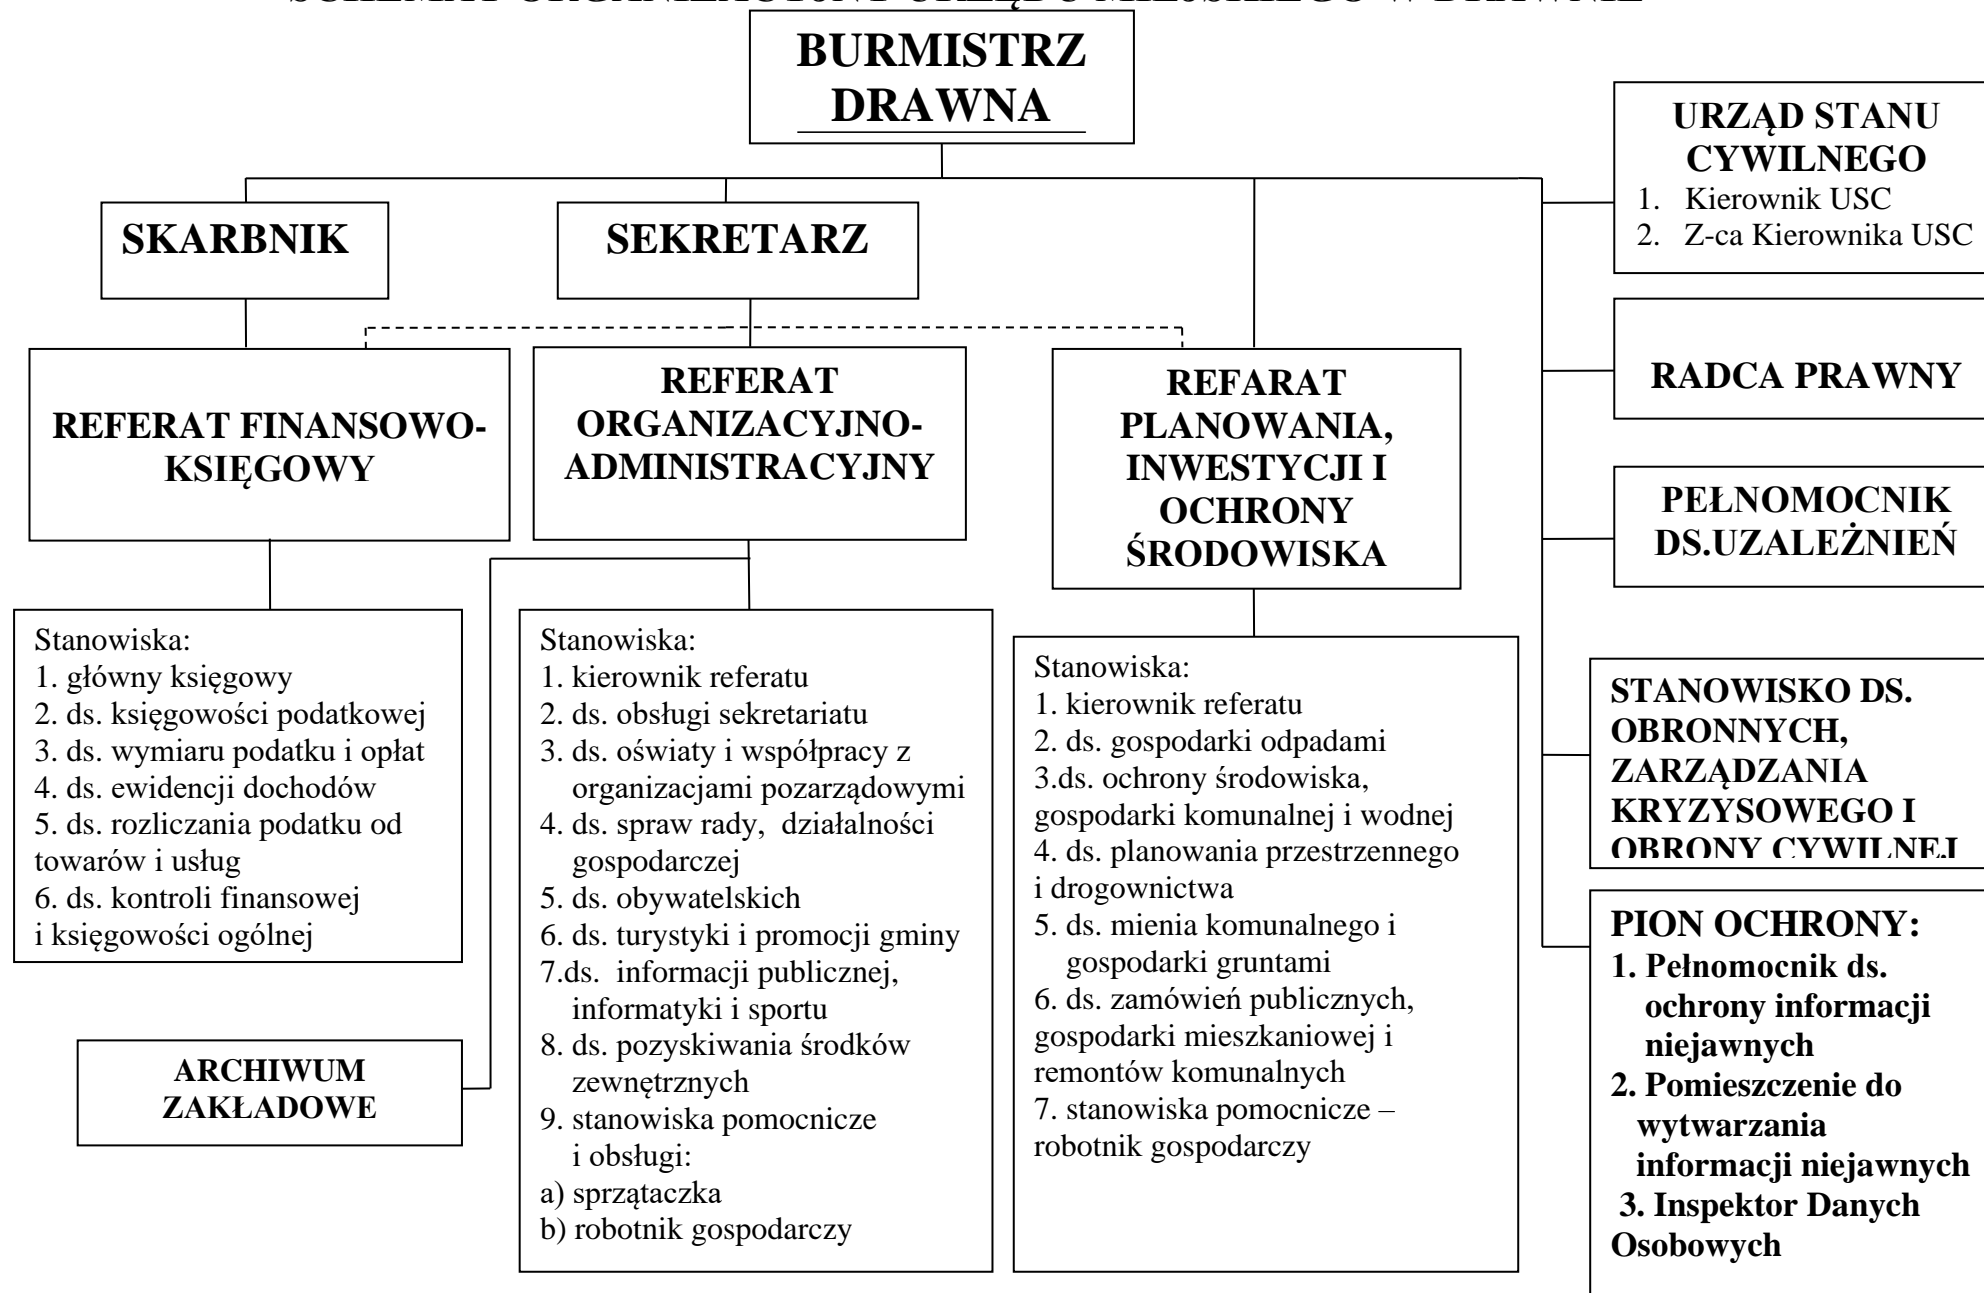 SCHEMAT ORGANIZACYJNY URZĘDU MIEJSKIEGO W DRAWNIE
BURMISTRZ
DRAWNA
SKARBNIK
SEKRETARZ
REFERAT FINANSOWO-
KSIĘGOWY
REFERAT
ORGANIZACYJNO-
ADMINISTRACYJNY
REFARAT
PLANOWANIA,
INWESTYCJI I
OCHRONY
ŚRODOWISKA
Stanowiska:
1. główny księgowy
2. ds. księgowości podatkowej
3. ds. wymiaru podatku i opłat
4. ds. ewidencji dochodów
5. ds. rozliczania podatku od
towarów i usług
6. ds. kontroli finansowej
i księgowości ogólnej
ARCHIWUM
ZAKŁADOWE
Stanowiska:
1. kierownik referatu
2. ds. obsługi sekretariatu
3. ds. oświaty i współpracy z
organizacjami pozarządowymi
4. ds. spraw rady, działalności
gospodarczej
5. ds. obywatelskich
6. ds. turystyki i promocji gminy
7.ds. informacji publicznej,
informatyki i sportu
8. ds. pozyskiwania środków
zewnętrznych
9. stanowiska pomocnicze
i obsługi:
a) sprzątaczka
b) robotnik gospodarczy
Stanowiska:
1. kierownik referatu
2. ds. gospodarki odpadami
3.ds. ochrony środowiska,
gospodarki komunalnej i wodnej
4. ds. planowania przestrzennego
i drogownictwa
5. ds. mienia komunalnego i
gospodarki gruntami
6. ds. zamówień publicznych,
gospodarki mieszkaniowej i
remontów komunalnych
7. stanowiska pomocnicze –
robotnik gospodarczy
URZĄD STANU
CYWILNEGO
1. Kierownik USC
2. Z-ca Kierownika USC
RADCA PRAWNY
PEŁNOMOCNIK
DS.UZALEŻNIEŃ
STANOWISKO DS.
OBRONNYCH,
ZARZĄDZANIA
KRYZYSOWEGO I
OBRONY CYWILNEJ
PION OCHRONY:
1. Pełnomocnik ds.
ochrony informacji
niejawnych
2. Pomieszczenie do
wytwarzania
informacji niejawnych
3. Inspektor Danych
Osobowych